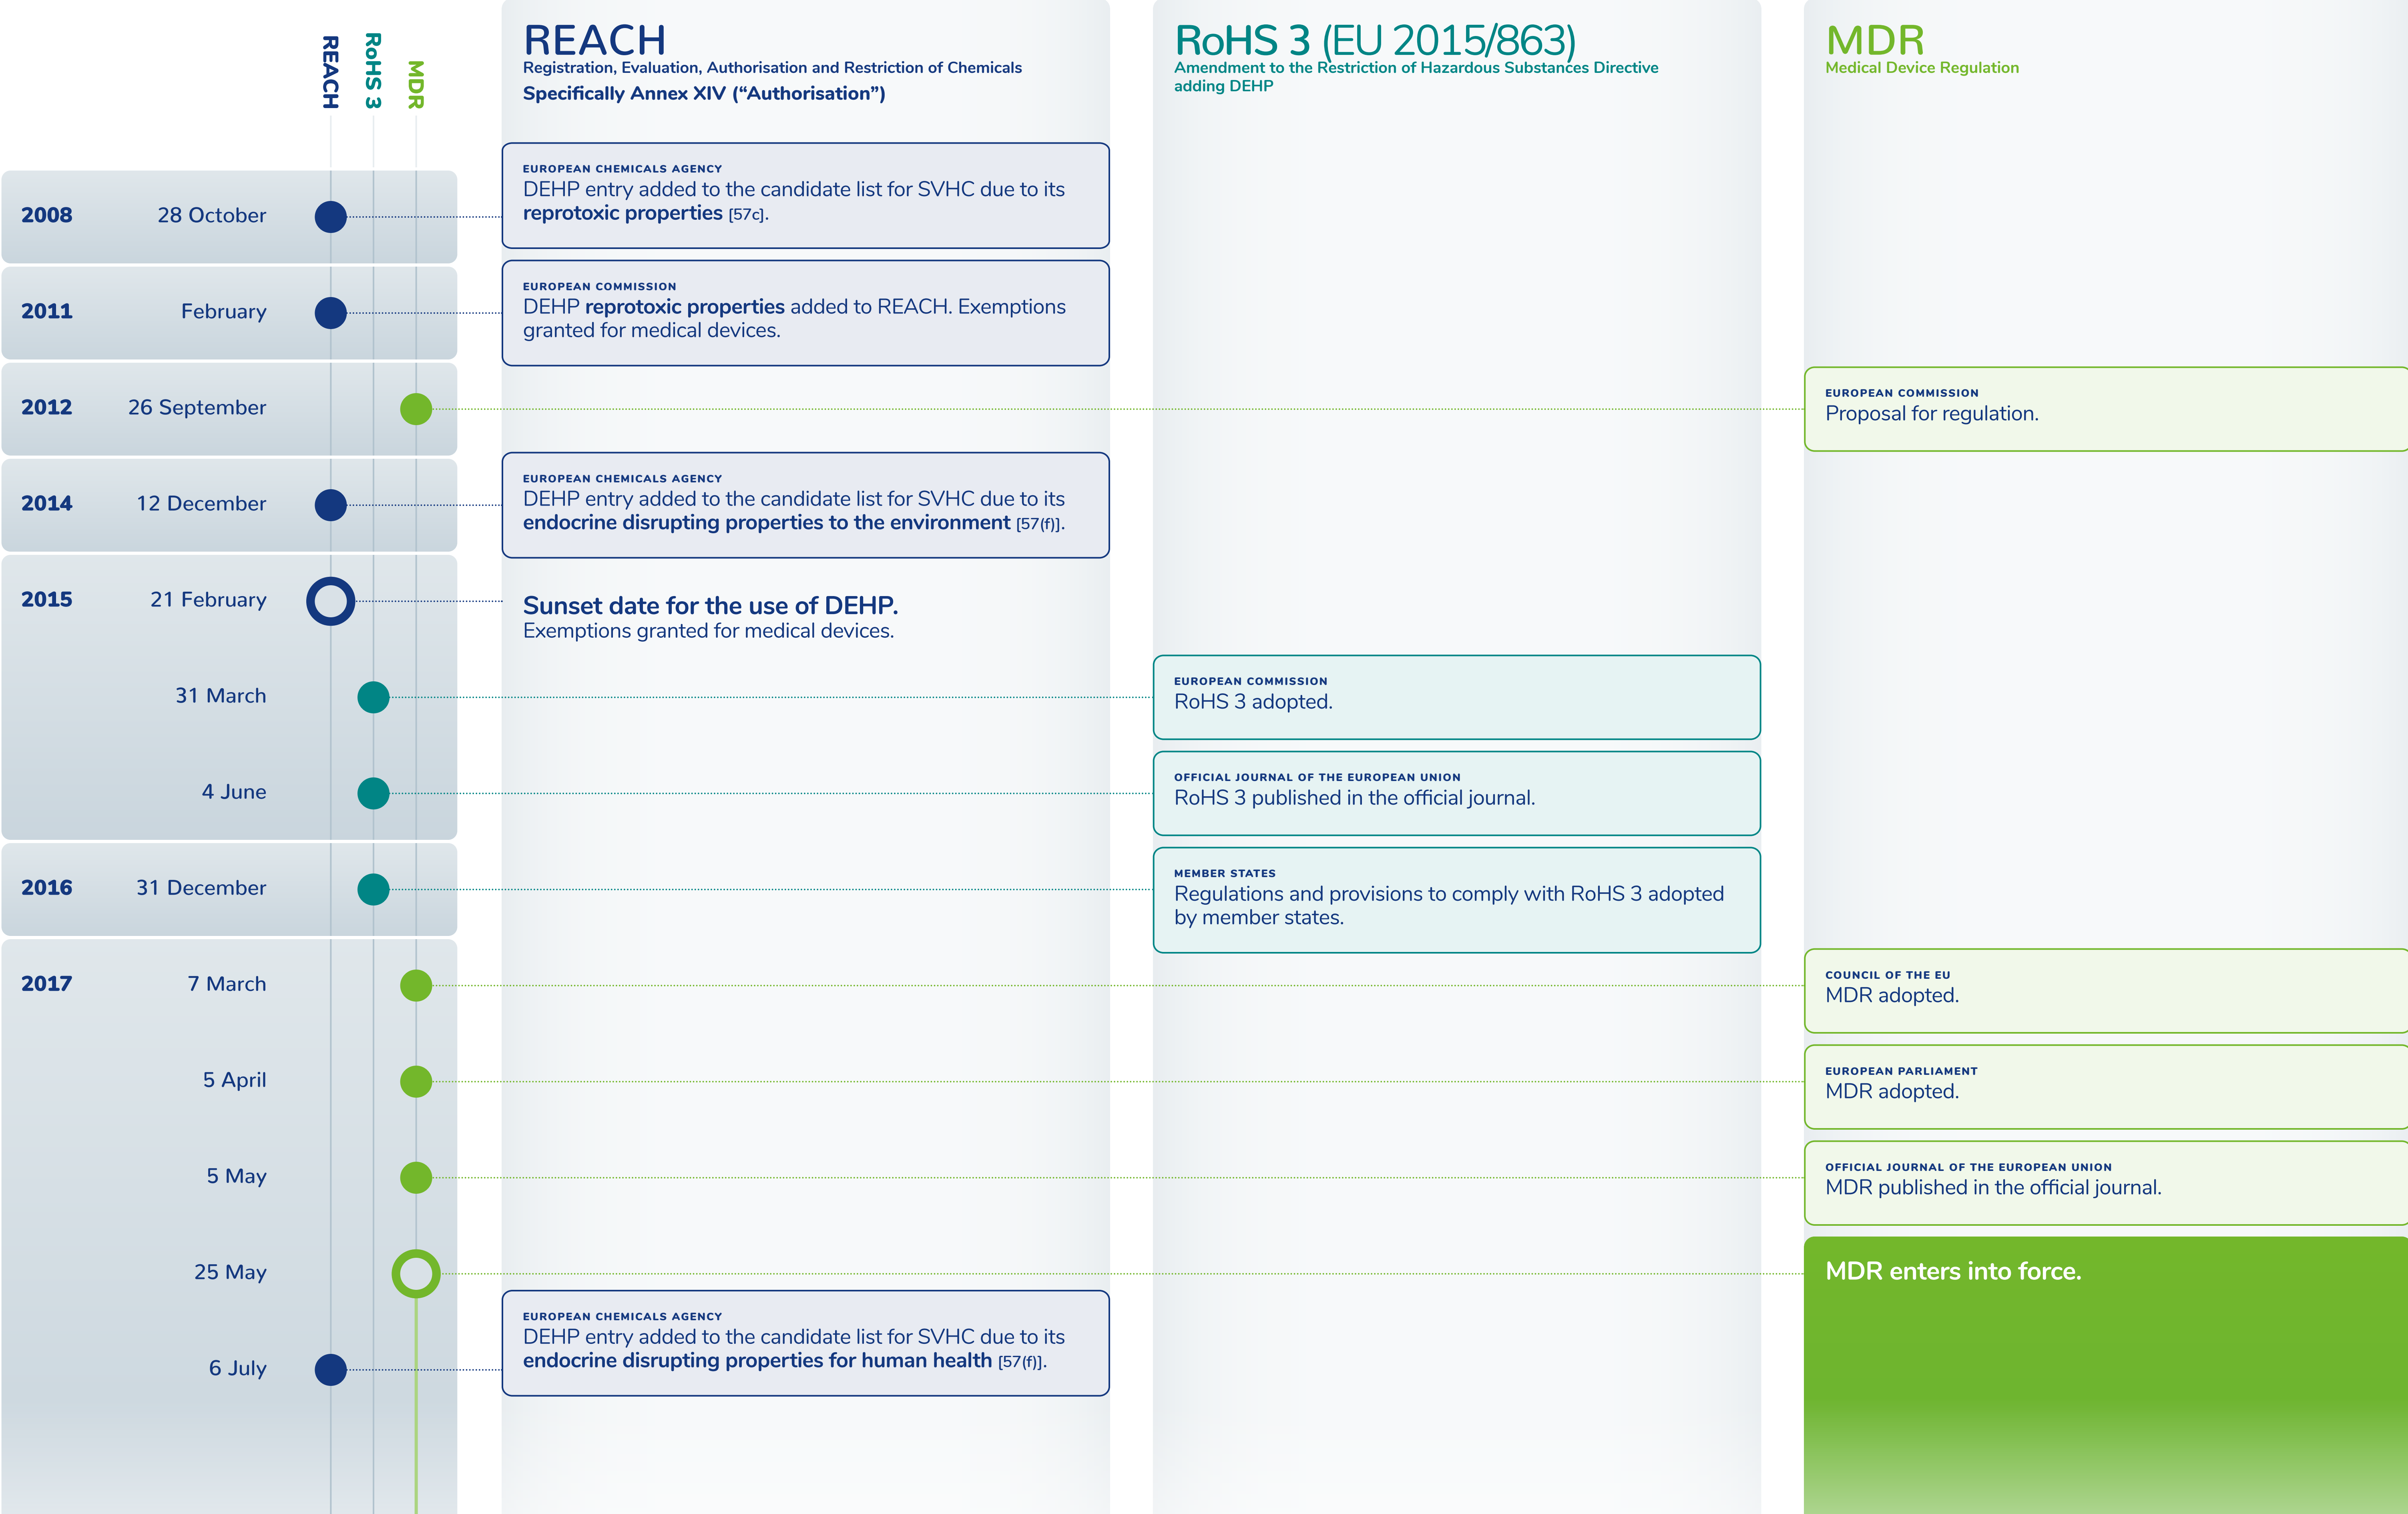 REACH
RoHS 3
MDR
REACH
Registration, Evaluation, Authorisation and Restriction of Chemicals
Specifically Annex XIV (“Authorisation”)
RoHS 3 (EU 2015/863)
Amendment to the Restriction of Hazardous Substances Directive
adding DEHP
MDR
Medical Device Regulation
2008 28 October
EUROPEAN CHEMICALS AGENCY
DEHP entry added to the candidate list for SVHC due to its
reprotoxic properties [57c].
2011 February
EUROPEAN COMMISSION
DEHP reprotoxic properties added to REACH. Exemptions
granted for medical devices.
2012 26 September
EUROPEAN COMMISSION
Proposal for regulation.
2014 12 December
EUROPEAN CHEMICALS AGENCY
DEHP entry added to the candidate list for SVHC due to its
endocrine disrupting properties to the environment [57(f)].
2015 21 February
Sunset date for the use of DEHP.
Exemptions granted for medical devices.
31 March
EUROPEAN COMMISSION
RoHS 3 adopted.
4 June
OFFICIAL JOURNAL OF THE EUROPEAN UNION
RoHS 3 published in the official journal.
2016 31 December
MEMBER STATES
Regulations and provisions to comply with RoHS 3 adopted
by member states.
2017 7 March
COUNCIL OF THE EU
MDR adopted.
5 April
EUROPEAN PARLIAMENT
MDR adopted.
5 May
OFFICIAL JOURNAL OF THE EUROPEAN UNION
MDR published in the official journal.
25 May
MDR enters into force.
6 July
EUROPEAN CHEMICALS AGENCY
DEHP entry added to the candidate list for SVHC due to its
endocrine disrupting properties for human health [57(f)].